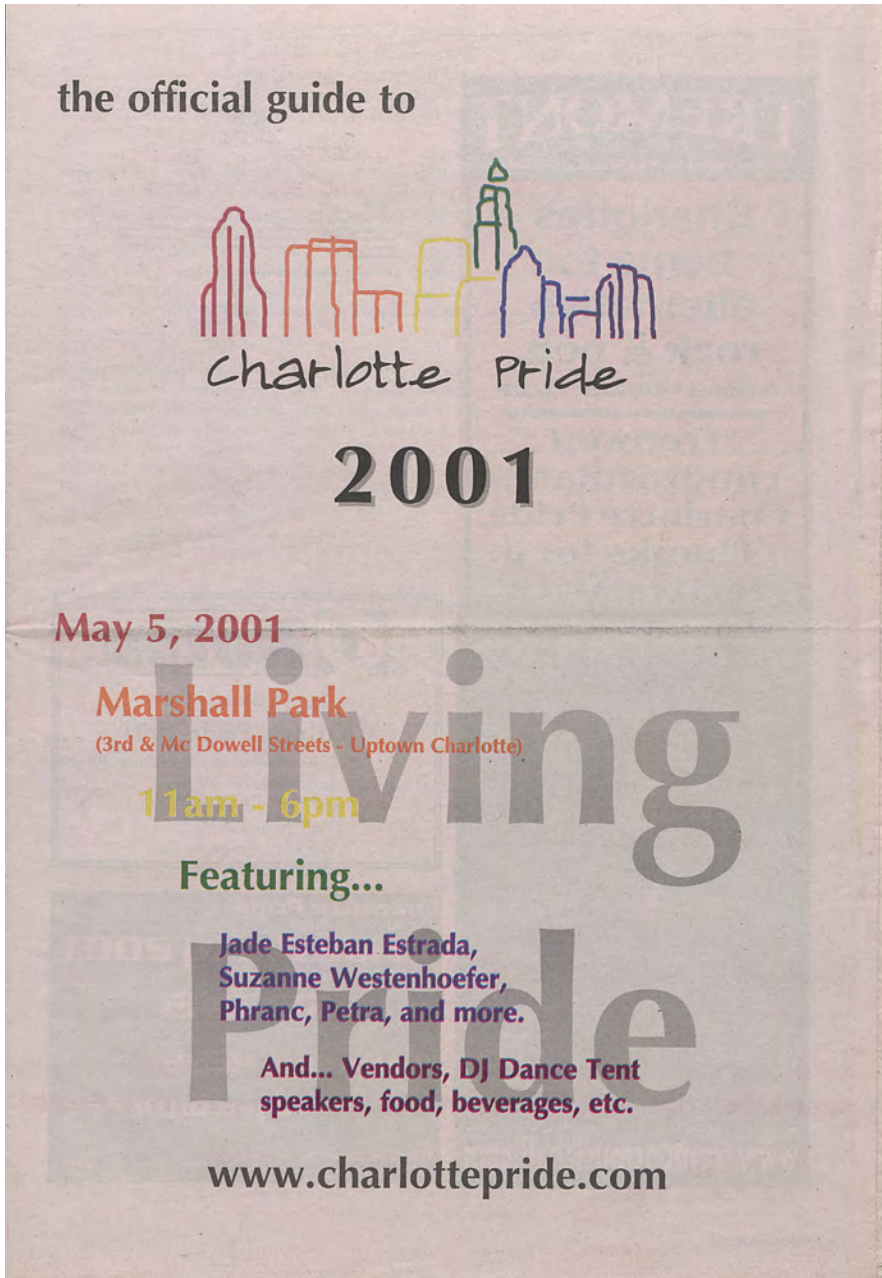 the official guide to
Charlotte Pride
2001
May 5, 2001
Marshall Park
(3rd & Mc Dowell Streets - Uptown Charlotte)
11am - 6pm
Living
Featuring...
Jade Esteban Estrada,
Suzanne Westenhoefer,
Phranc, Petra, and more.
Pride
And... Vendors, DJ Dance Tent
speakers, food, beverages, etc.
www.charlottepride.com